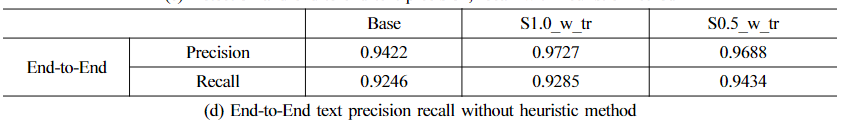 Base S1.0_w_tr S0.5_w_tr
End-to-End Precision 0.9422 0.9727 0.9688
Recall 0.9246 0.9285 0.9434
(d) End-to-End text precision recall without heuristic method